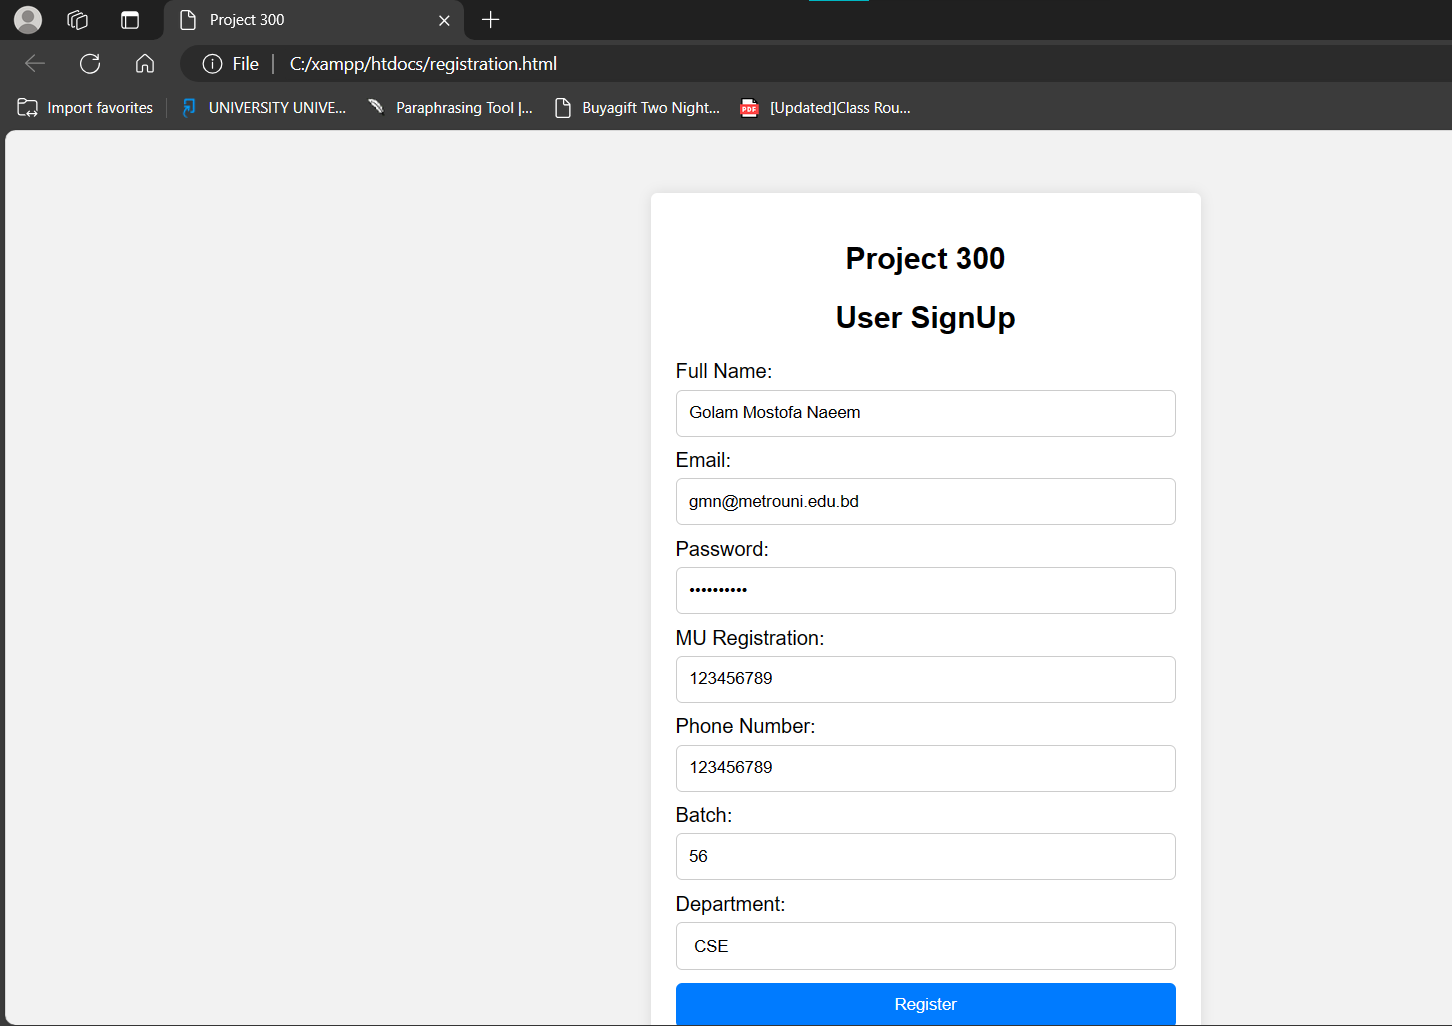 Project 300
File
C:/xampp/htdocs/registration.html
Import favorites
UNIVERSITY UNIVE...
Paraphrasing Tool |...
Buyagift Two Night...
PDF
[Updated]Class Rou...
Project 300
User SignUp
Full Name:
Golam Mostofa Naeem
Email:
gmn@metrouni.edu.bd
Password:
••••••••••
MU Registration:
123456789
Phone Number:
123456789
Batch:
56
Department:
CSE
Register